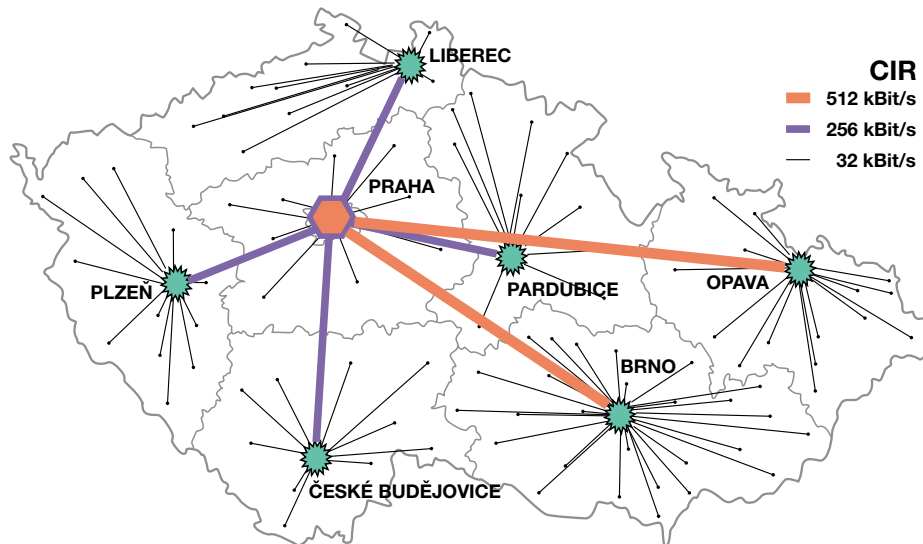 LIBEREC
CIR
512 kBit/s
256 kBit/s
32 kBit/s
PRAHA
PLZEŇ
PARDUBICE
OPAVA
BRNO
ČESKÉ BUDĚJOVICE